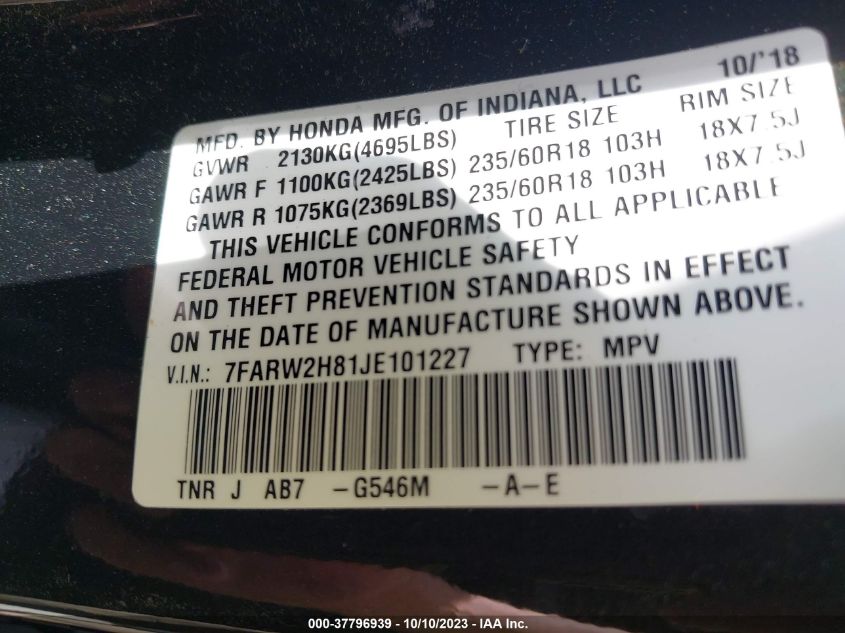 10/'18
MFD. BY HONDA MFG. OF INDIANA, LLC
GVWR 2130KG(4695LBS) TIRE SIZE RIM SIZE
GAWR F 1100KG(2425LBS) 235/60R18 103H 18X7.5J
GAWR R 1075KG(2369LBS) 235/60R18 103H 18X7.5J
THIS VEHICLE CONFORMS TO ALL APPLICABLE
FEDERAL MOTOR VEHICLE SAFETY
AND THEFT PREVENTION STANDARDS IN EFFECT
ON THE DATE OF MANUFACTURE SHOWN ABOVE.
V.I.N.: 7FARW2H81JE101227 TYPE: MPV
TNR J AB7 -G546M -A-E
000-37796939 - 10/10/2023 - IAA Inc.